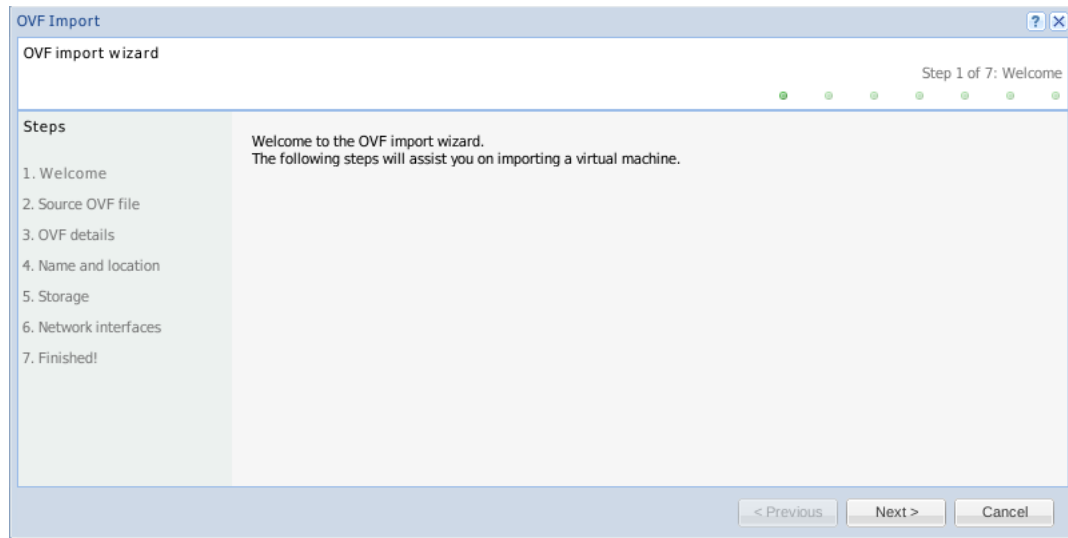 OVF Import
?
OVF import wizard
Step 1 of 7: Welcome
Steps
1. Welcome
2. Source OVF file
3. OVF details
4. Name and location
5. Storage
6. Network interfaces
7. Finished!
Welcome to the OVF import wizard.
The following steps will assist you on importing a virtual machine.
< Previous
Next >
Cancel